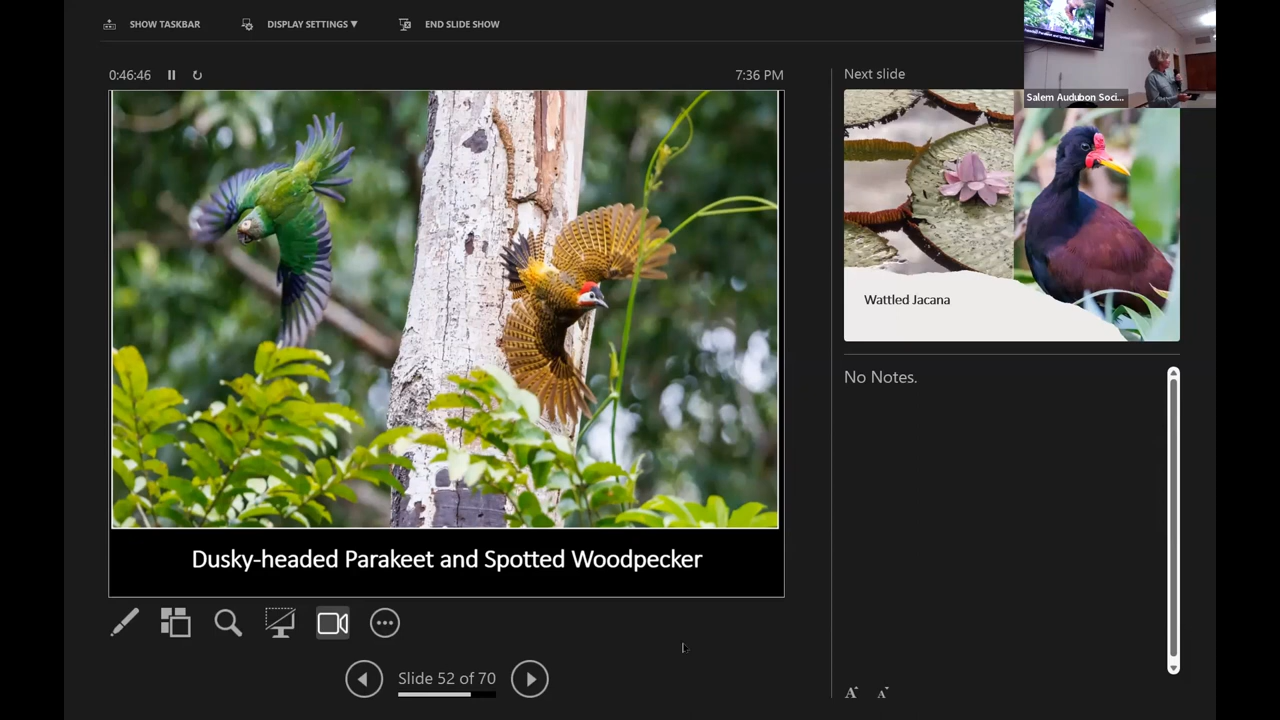 SHOW TASKBAR
DISPLAY SETTINGS ▼
END SLIDE SHOW
0:46:46
7:36 PM
Next slide
Salem Audubon Soci...
Wattled Jacana
No Notes.
Dusky-headed Parakeet and Spotted Woodpecker
Slide 52 of 70
A A